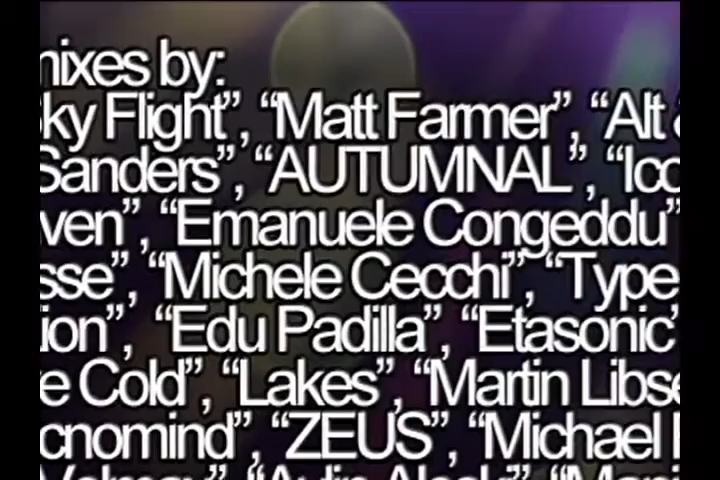 mixes by:
ky Flight”, “Matt Farmer”, “Alt
Sanders”, “AUTUMNAL”, “Ico
ven”, “Emanuele Congeddu”
sse”, “Michele Cecchi”, “Type
ion”, “Edu Padilla”, “Etasonic”
e Cold”, “Lakes”, “Martin Libse
cnomind”, “ZEUS”, “Michael